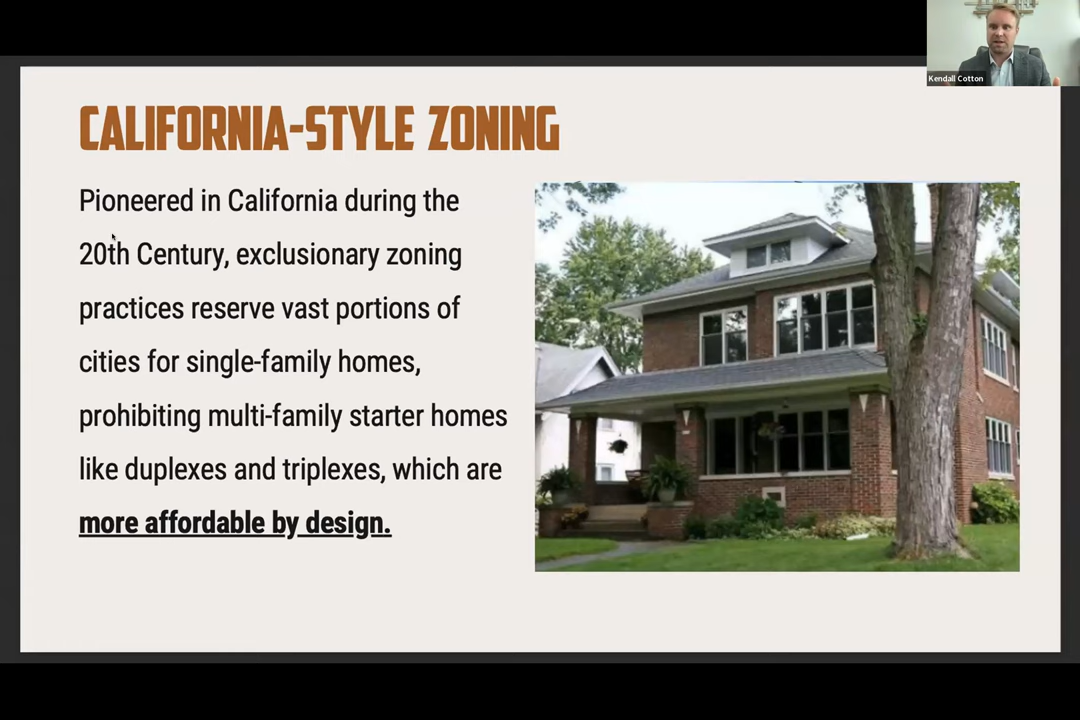 Kendall Cotton
CALIFORNIA-STYLE ZONING
Pioneered in California during the
20th Century, exclusionary zoning
practices reserve vast portions of
cities for single-family homes,
prohibiting multi-family starter homes
like duplexes and triplexes, which are
more affordable by design.